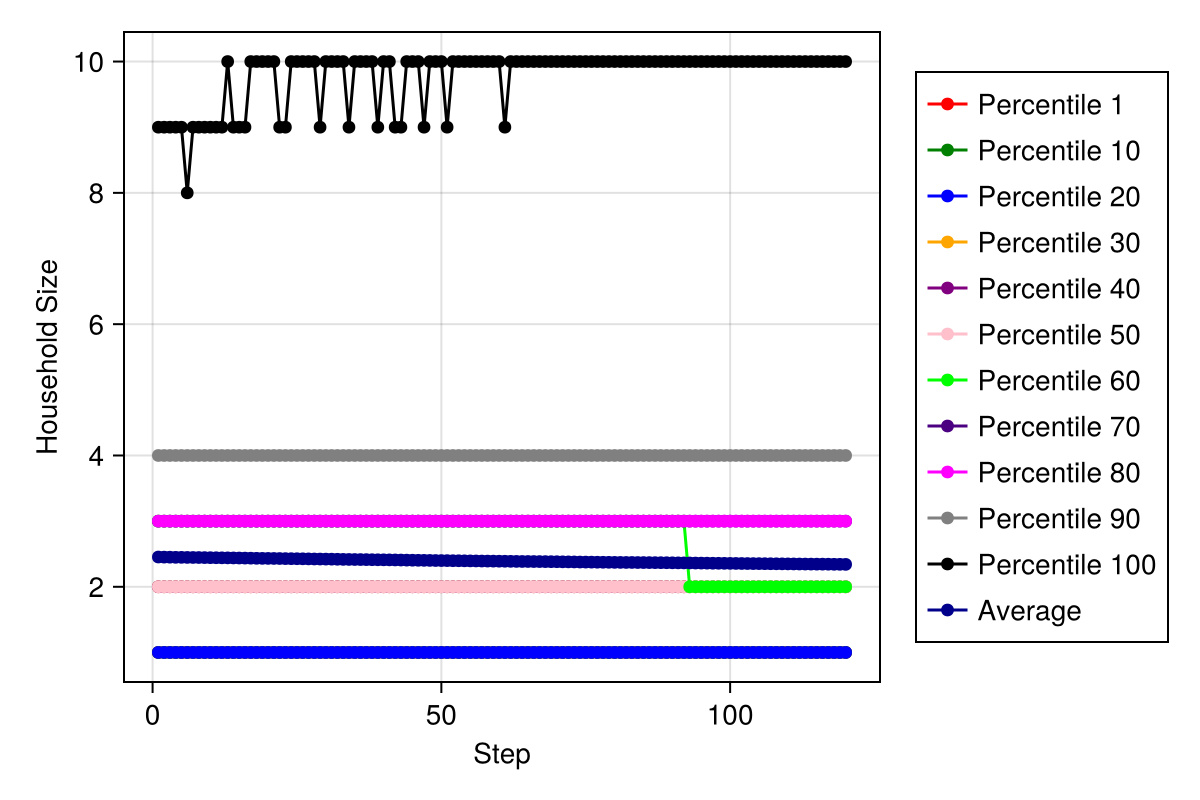 10
8
6
4
2
Household Size
0
50
100
Step
Percentile 1
Percentile 10
Percentile 20
Percentile 30
Percentile 40
Percentile 50
Percentile 60
Percentile 70
Percentile 80
Percentile 90
Percentile 100
Average